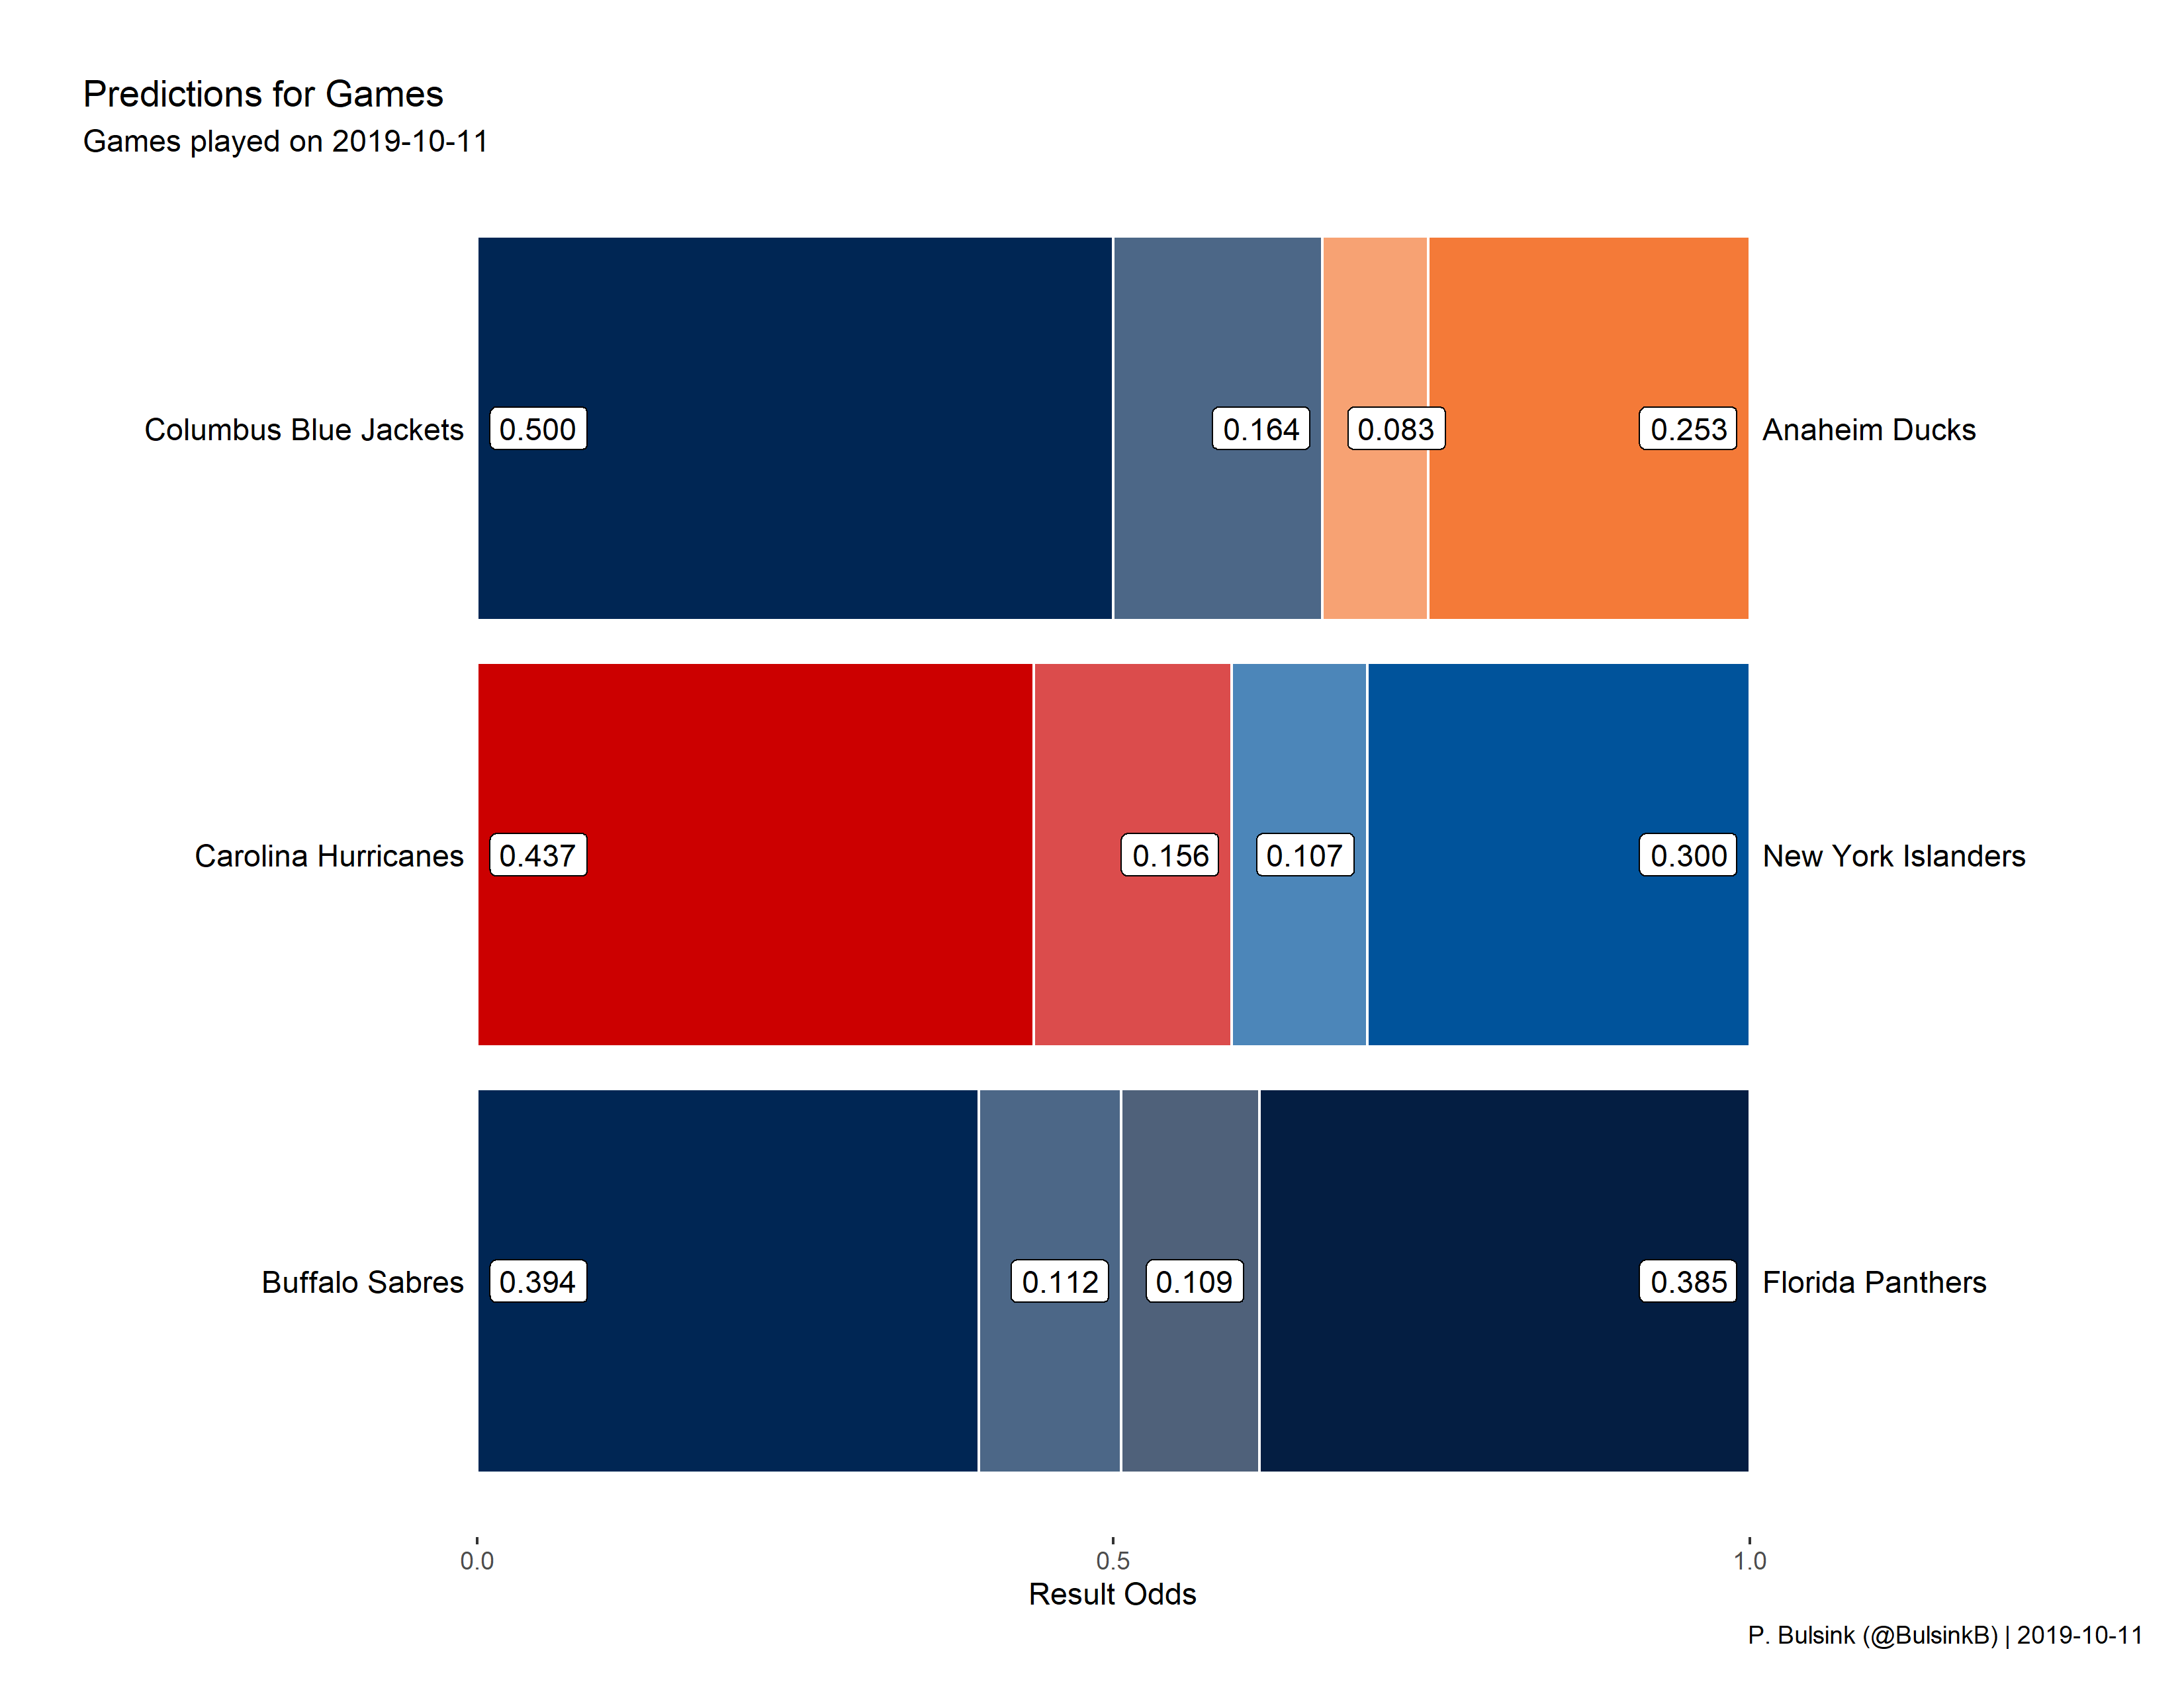 Predictions for Games
Games played on 2019-10-11
Columbus Blue Jackets 0.500 0.164 0.083 0.253 Anaheim Ducks
Carolina Hurricanes 0.437 0.156 0.107 0.300 New York Islanders
Buffalo Sabres 0.394 0.112 0.109 0.385 Florida Panthers
0.0 0.5 1.0
Result Odds
P. Bulsink (@BulsinkB) | 2019-10-11